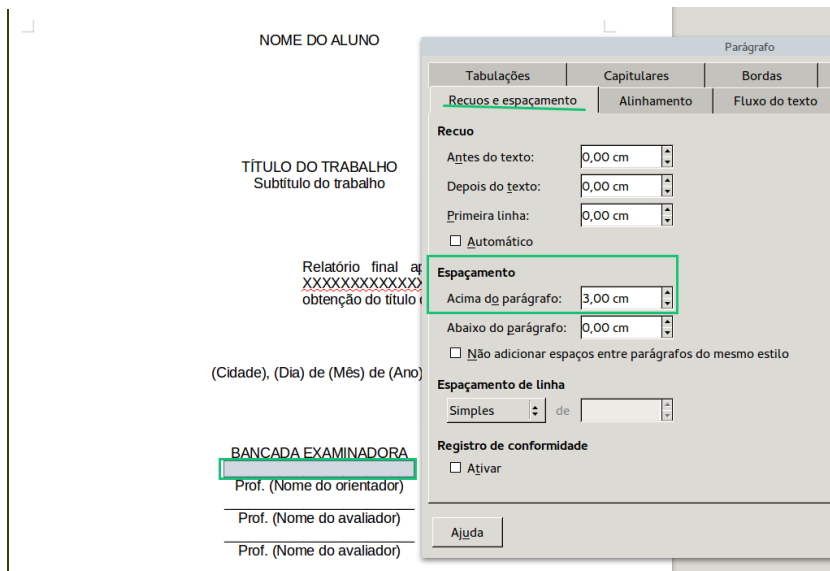 NOME DO ALUNO
TÍTULO DO TRABALHO
Subtítulo do trabalho
Relatório final
XXXXXXXXXXXXX
obtenção do título
(Cidade), (Dia) de (Mês) de (Ano)
BANCADA EXAMINADORA
Prof. (Nome do orientador)
Prof. (Nome do avaliador)
Prof. (Nome do avaliador)
Parágrafo
Tabulações Capitulares Bordas
Recuos e espaçamento Alinhamento Fluxo do texto
Recuo
Antes do texto: 0,00 cm
Depois do texto: 0,00 cm
Primeira linha: 0,00 cm
Automático
Espaçamento
Acima do parágrafo: 3,00 cm
Abaixo do parágrafo: 0,00 cm
Não adicionar espaços entre parágrafos do mesmo estilo
Espaçamento de linha
Simples de
Registro de conformidade
Ativar
Ajuda